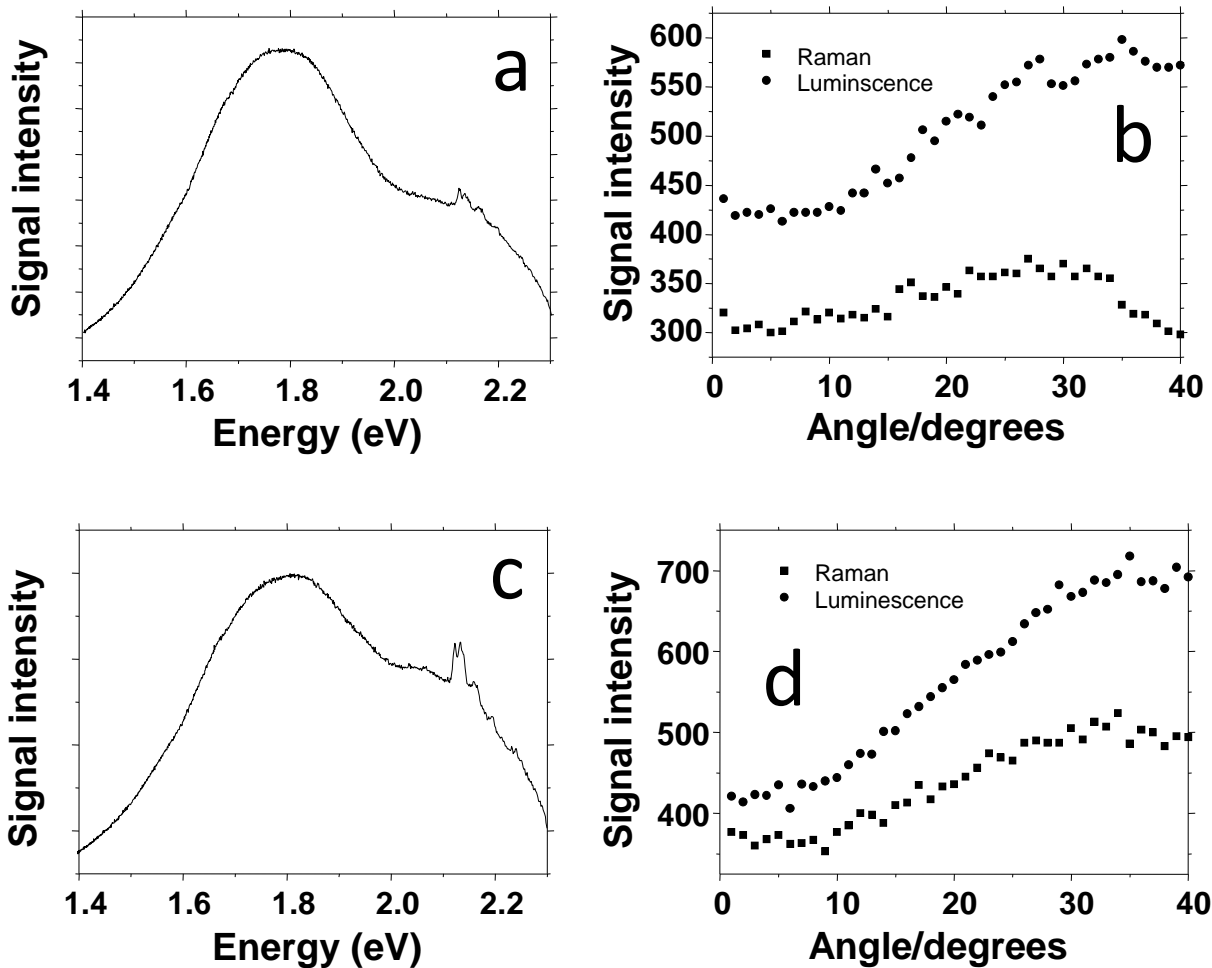 a
Signal intensity
1.4 1.6 1.8 2.0 2.2
Energy (eV)
600
550
500
450
400
350
300
Raman
Luminscence
b
Signal intensity
0 10 20 30 40
Angle/degrees
c
Signal intensity
1.4 1.6 1.8 2.0 2.2
Energy (eV)
700
600
500
400
Raman
Luminescence
d
Signal intensity
0 10 20 30 40
Angle/degrees